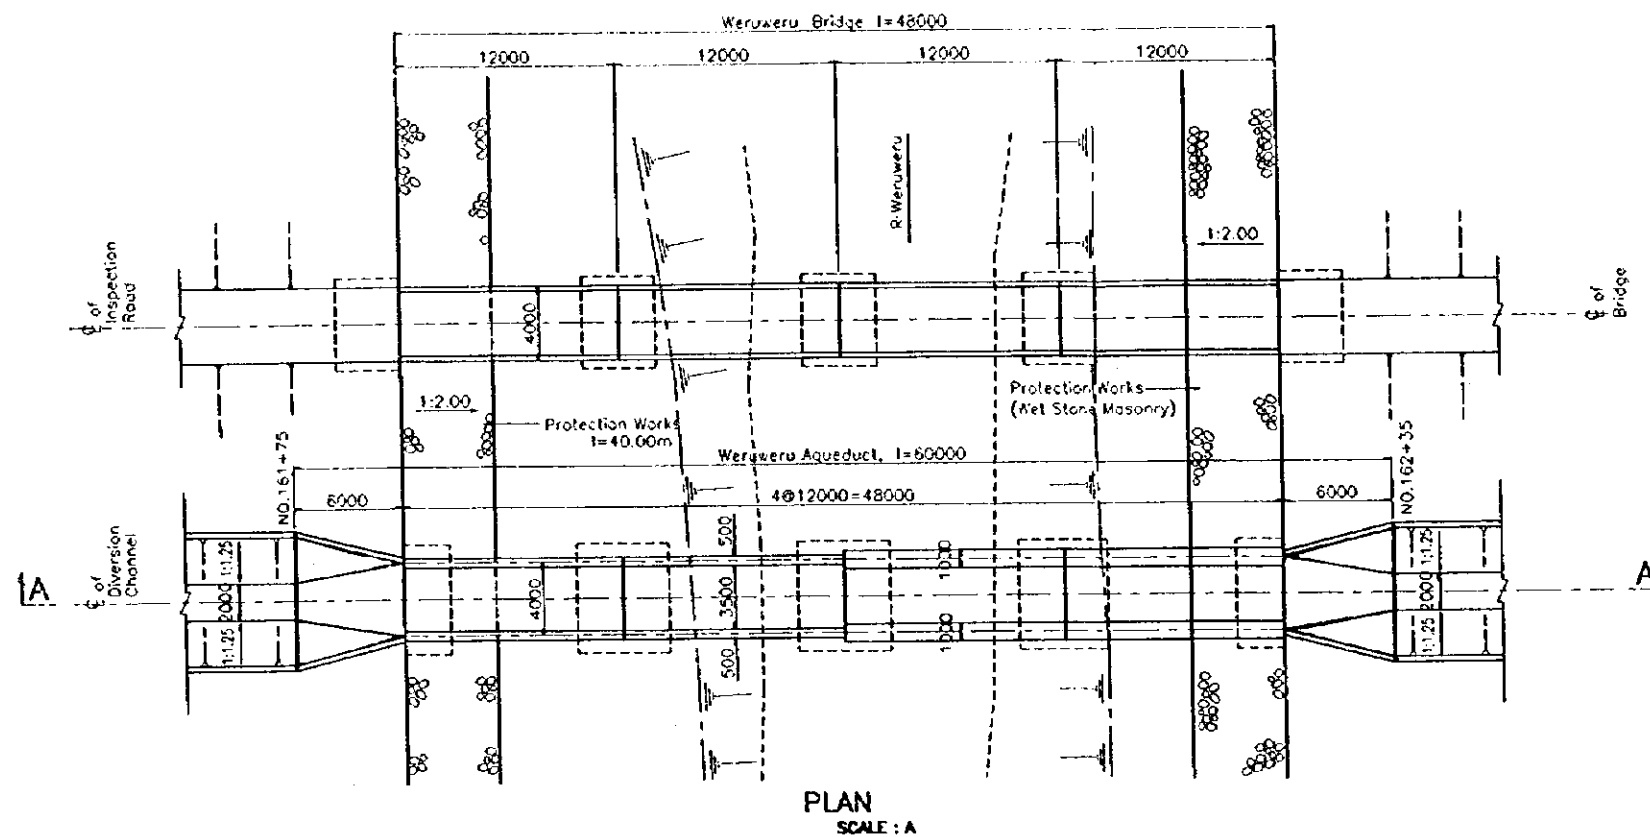 Weruweru Bridge l=48000
12000
12000
12000
12000
R·Weruweru
1:2.00
℄ of
Inspection
Road
4000
℄ of
Bridge
1:2.00
Protection Works
l=40.00m
Protection Works
(Wet Stone Masonry)
NO.161+75
Weruweru Aqueduct, l=60000
NO.162+35
6000
4@12000=48000
6000
℄ of
Diversion
Channel
1:1.25
2000
1:1.25
4000
500
3500
500
1000
1000
1:1.25
2000
1:1.25
A
A
PLAN
SCALE : A